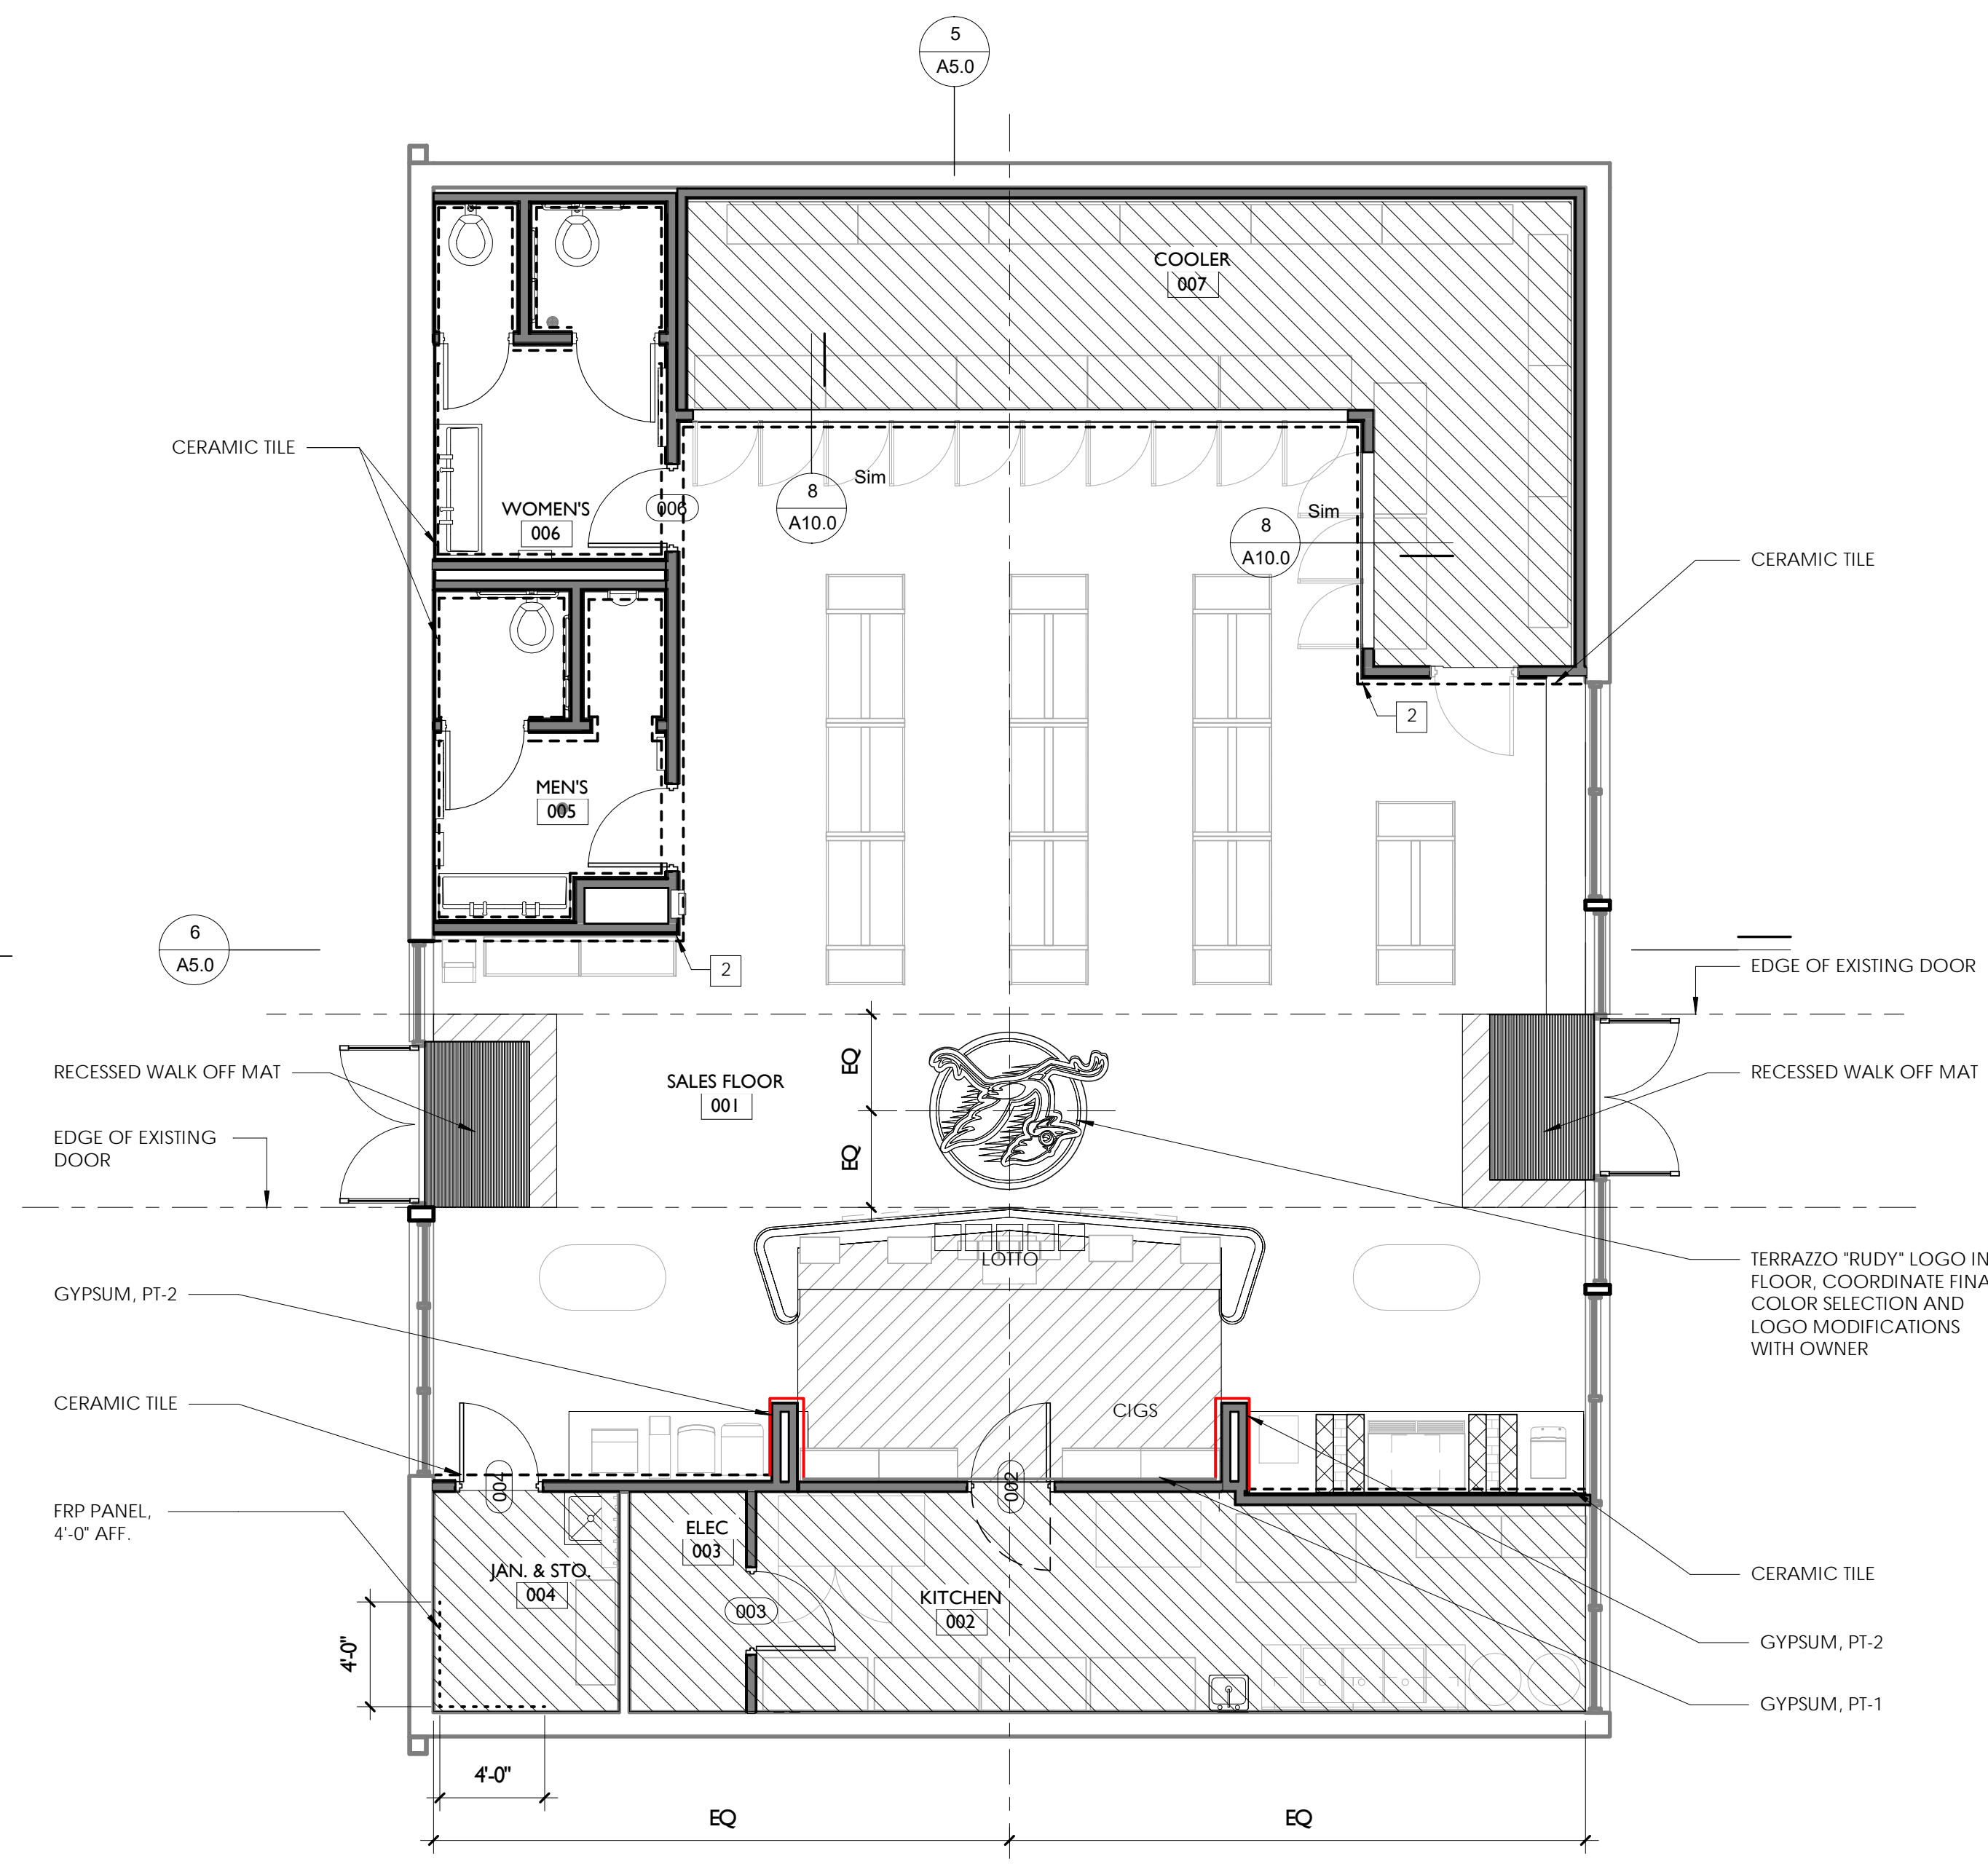 5
A5.0
COOLER
007
CERAMIC TILE
Sim
8
A10.0
WOMEN'S
006
006
Sim
8
A10.0
CERAMIC TILE
2
MEN'S
005
6
A5.0
2
EDGE OF EXISTING DOOR
RECESSED WALK OFF MAT
SALES FLOOR
001
EQ
EQ
RECESSED WALK OFF MAT
EDGE OF EXISTING
DOOR
LOTTO
TERRAZZO "RUDY" LOGO IN
FLOOR, COORDINATE FINA
COLOR SELECTION AND
LOGO MODIFICATIONS
WITH OWNER
GYPSUM, PT-2
CERAMIC TILE
CIGS
004
002
FRP PANEL,
4'-0" AFF.
ELEC
003
JAN. & STO.
004
003
KITCHEN
002
CERAMIC TILE
GYPSUM, PT-2
GYPSUM, PT-1
4'-0"
4'-0"
EQ
EQ